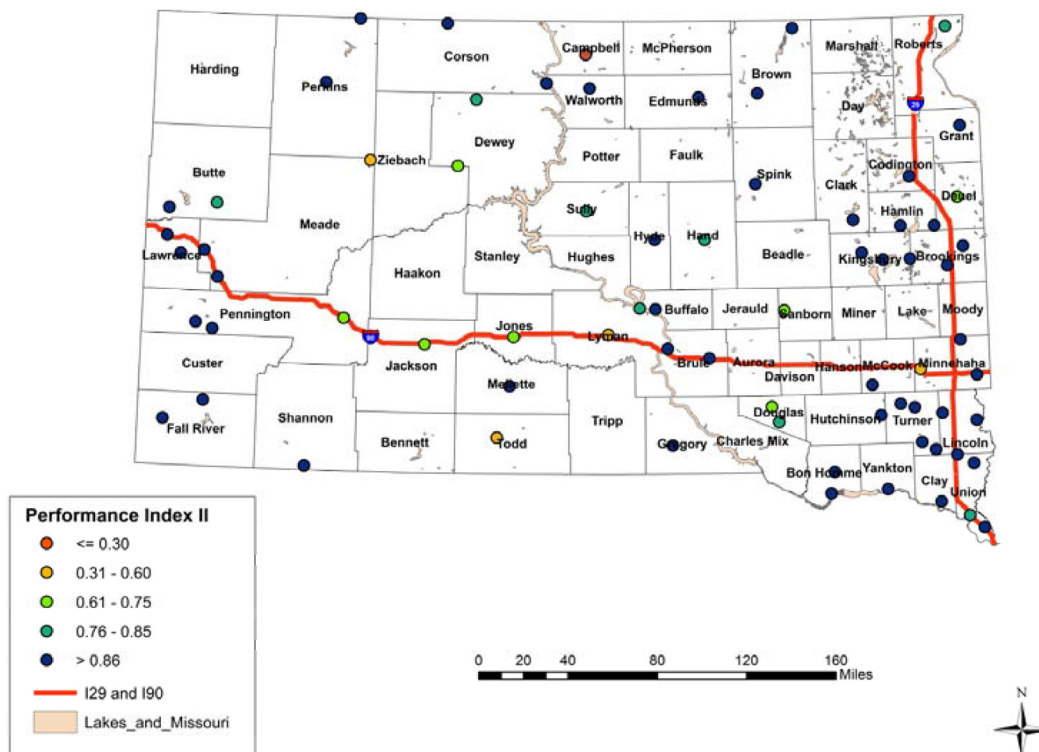 Harding
Perkins
Corson
Campbell
McPherson
Brown
Marshall
Roberts
Walworth
Edmunds
Day
29
Grant
Butte
Ziebach
Dewey
Potter
Faulk
Spink
Clark
Codington
Deuel
Meade
Sully
Hyde
Hand
Hamlin
Lawrence
Haakon
Stanley
Hughes
Beadle
Kingsbury
Brookings
Pennington
90
Jones
Lyman
Buffalo
Jerauld
Sanborn
Miner
Lake
Moody
Custer
Jackson
Mellette
Brule
Aurora
Davison
Hanson
McCook
Minnehaha
Fall River
Shannon
Bennett
Todd
Tripp
Gregory
Douglas
Charles Mix
Hutchinson
Turner
Lincoln
Bon Homme
Yankton
Clay
Union
Performance Index II
<= 0.30
0.31 - 0.60
0.61 - 0.75
0.76 - 0.85
> 0.86
I29 and I90
Lakes_and_Missouri
0 20 40 80 120 160
Miles
N